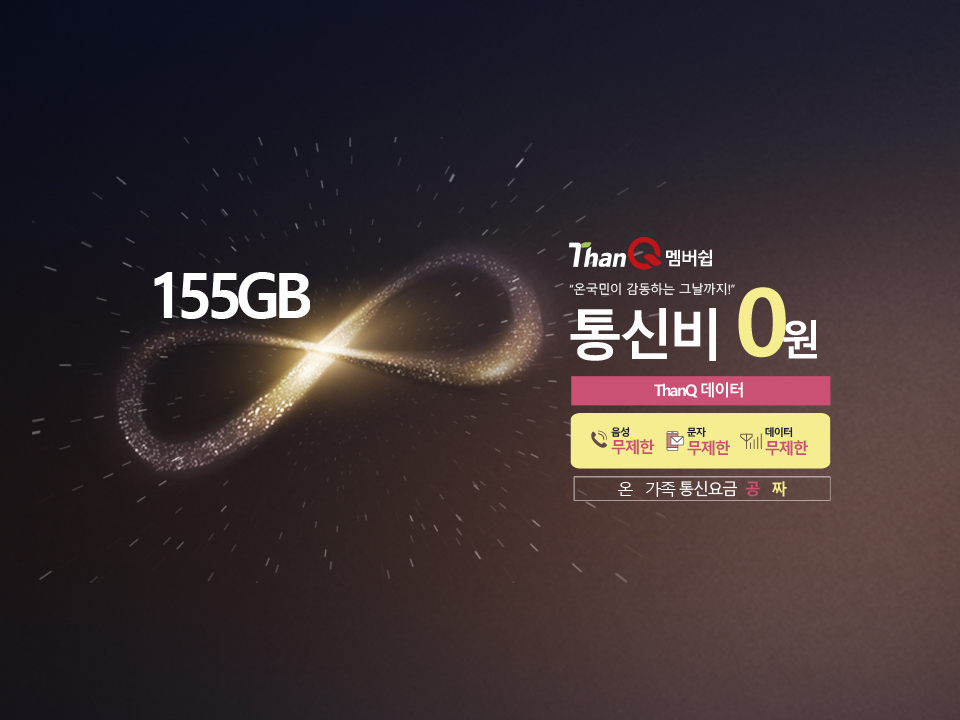 155GB
ThanQ 멤버쉽
"온국민이 감동하는 그날까지!"
통신비 0원
ThanQ 데이터
음성 문자 데이터
무제한 무제한 무제한
온 가족 통신요금 공 짜